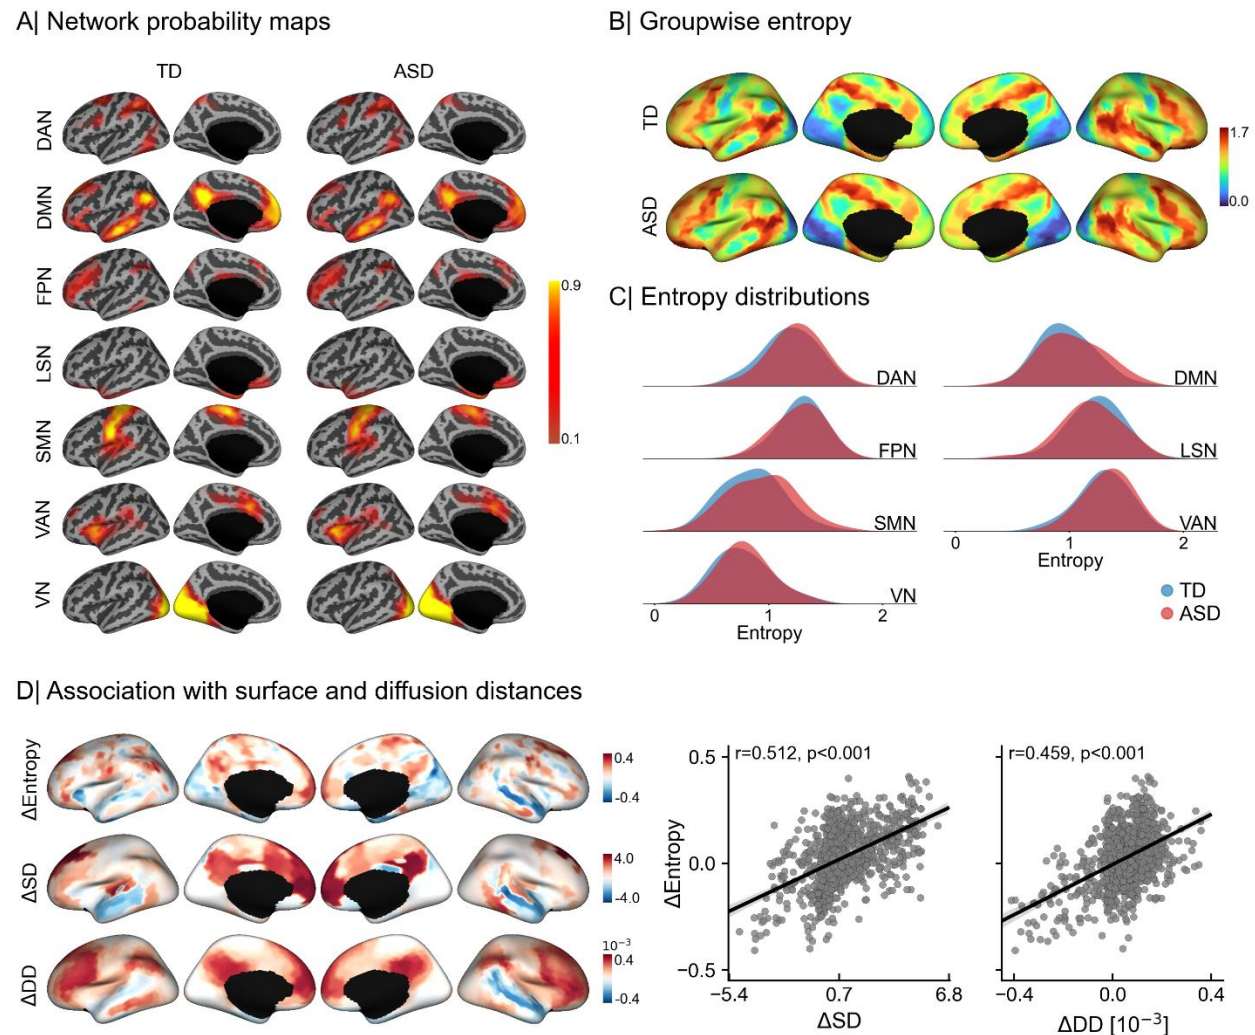 A| Network probability maps
TD
ASD
DAN
DMN
FPN
LSN
SMN
VAN
VN
0.9
0.1
B| Groupwise entropy
TD
ASD
1.7
0.0
C| Entropy distributions
DAN
DMN
FPN
LSN
SMN
VAN
0 1 2
Entropy
VN
0 1 2
Entropy
TD
ASD
D| Association with surface and diffusion distances
ΔEntropy
0.4
-0.4
ΔSD
4.0
-4.0
ΔDD
10⁻³
0.4
-0.4
r=0.512, p<0.001
ΔEntropy
0.5
0.0
−0.5
−5.4 0.7 6.8
ΔSD
r=0.459, p<0.001
−0.4 0.0 0.4
ΔDD [10⁻³]